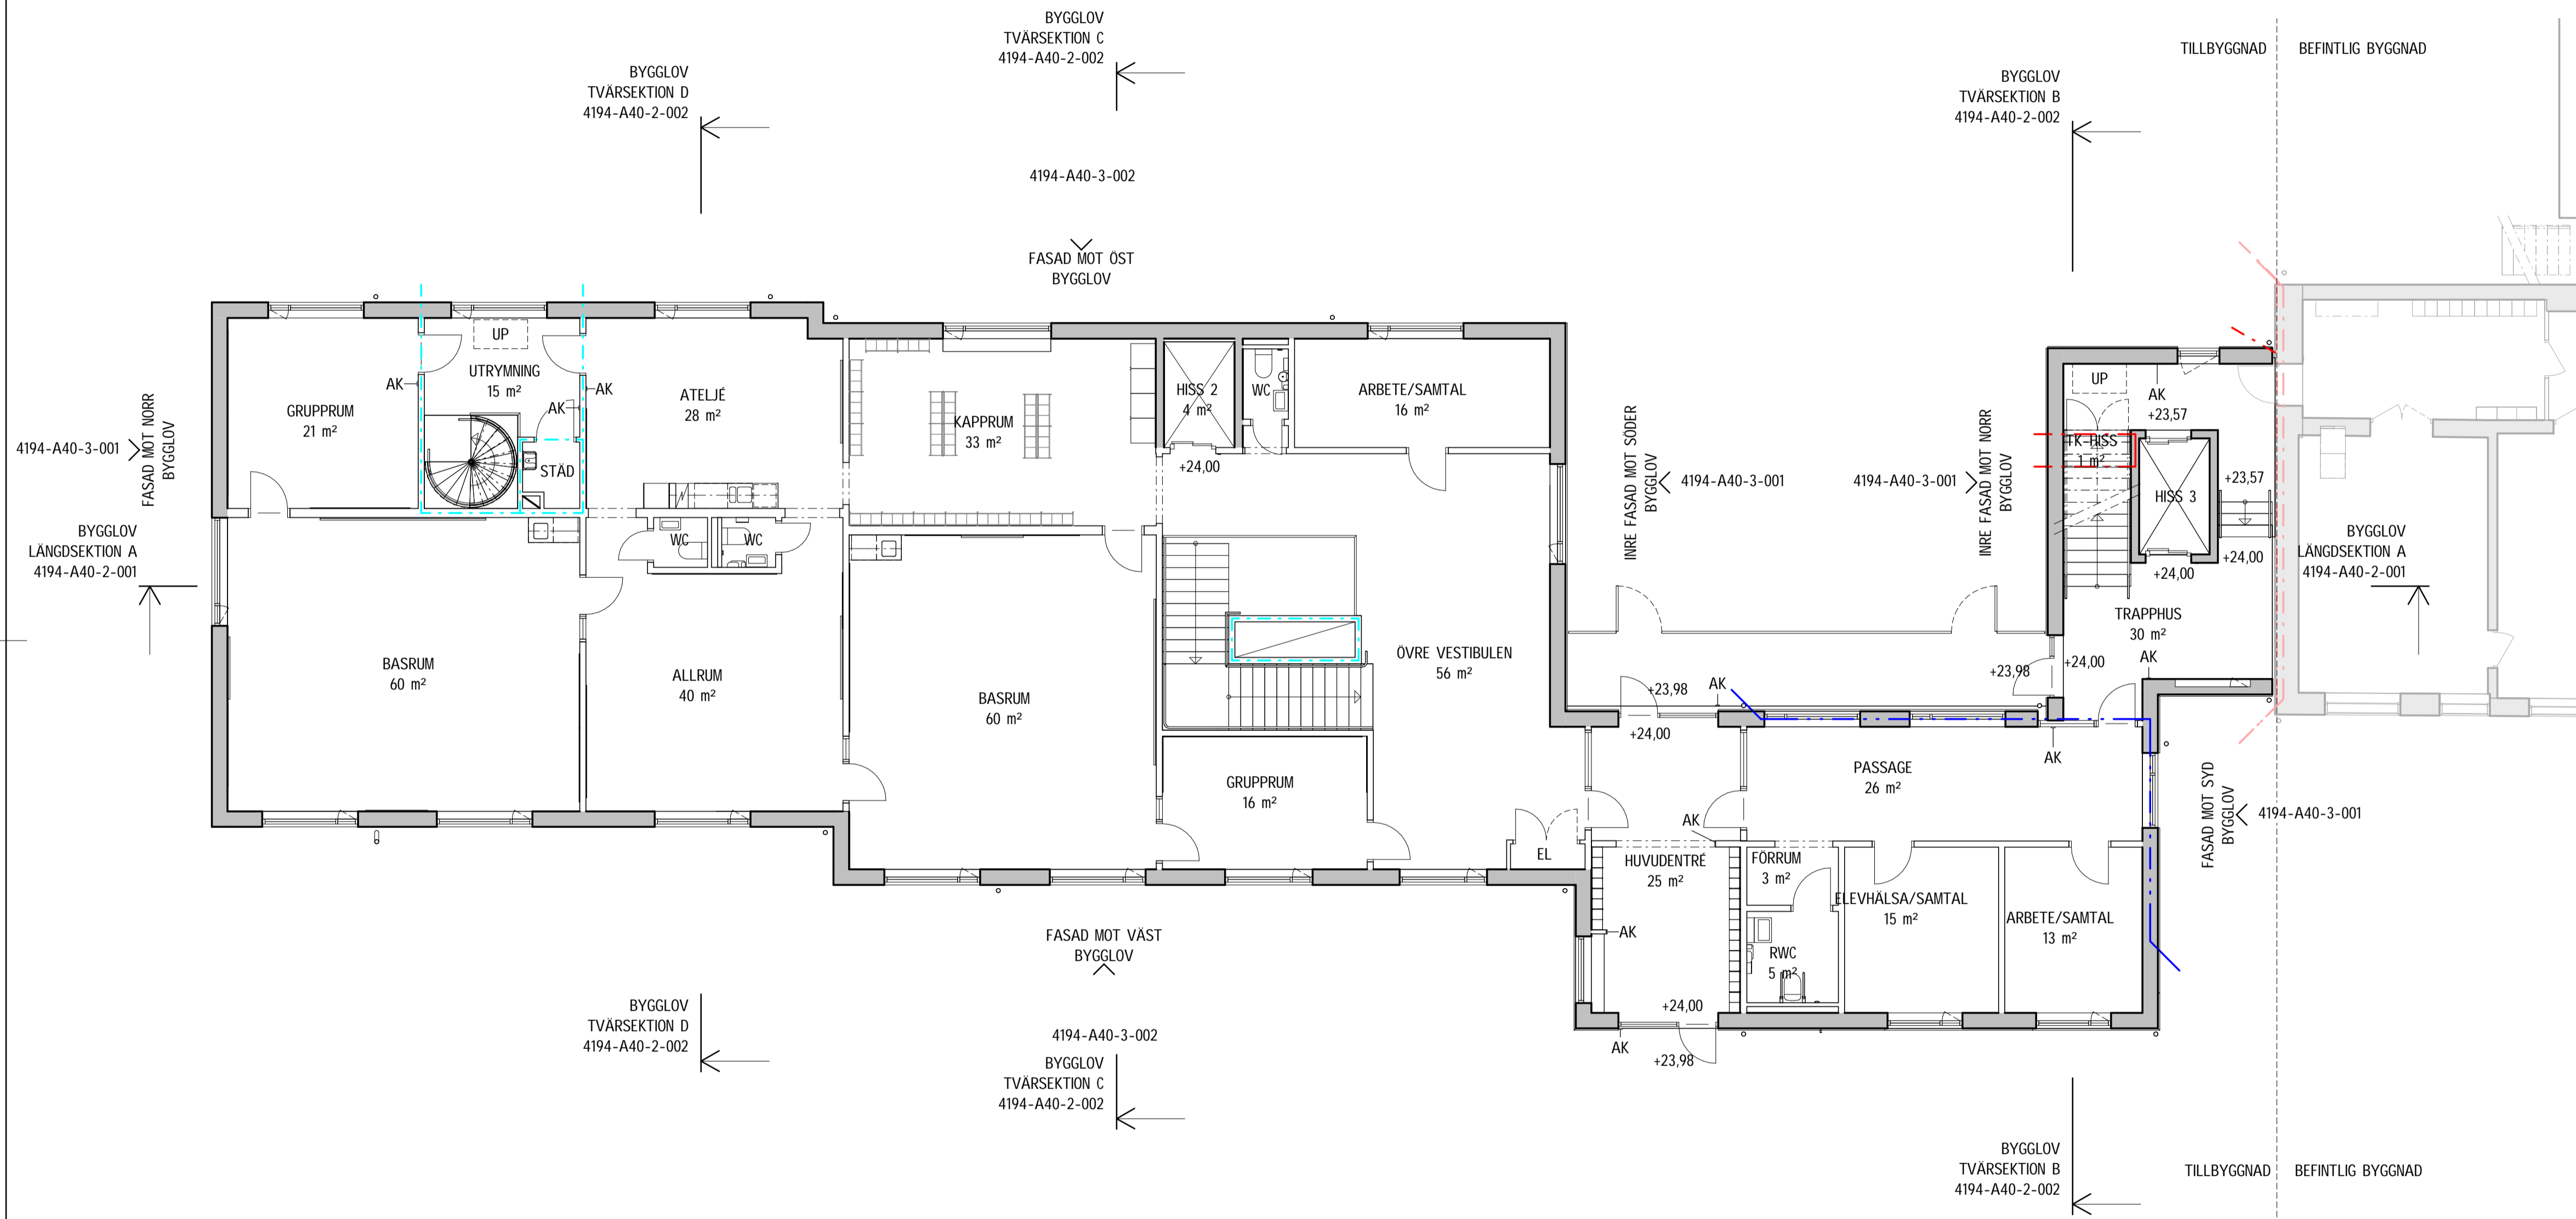 BYGGLOV
TVÄRSEKTION C
4194-A40-2-002
BYGGLOV
TVÄRSEKTION D
4194-A40-2-002
BYGGLOV
TVÄRSEKTION B
4194-A40-2-002
TILLBYGGNAD
BEFINTLIG BYGGNAD
4194-A40-3-002
FASAD MOT ÖST
BYGGLOV
4194-A40-3-001
FASAD MOT NORR
BYGGLOV
BYGGLOV
LÄNGDSEKTION A
4194-A40-2-001
GRUPPRUM
21 m²
AK
UP
UTRYMNING
15 m²
AK
AK
STÄD
ATELJÉ
28 m²
KAPPRUM
33 m²
HISS 2
4 m²
WC
+24,00
ARBETE/SAMTAL
16 m²
WC
WC
BASRUM
60 m²
ALLRUM
40 m²
BASRUM
60 m²
GRUPPRUM
16 m²
ÖVRE VESTIBULEN
56 m²
EL
INRE FASAD MOT SÖDER
BYGGLOV
4194-A40-3-001
4194-A40-3-001
INRE FASAD MOT NORR
BYGGLOV
UP
AK
+23,57
TK-HISS
1 m²
HISS 3
+23,57
+24,00
+24,00
TRAPPHUS
30 m²
AK
+24,00
+23,98
BYGGLOV
LÄNGDSEKTION A
4194-A40-2-001
+23,98
AK
+24,00
PASSAGE
26 m²
AK
AK
HUVUDENTRÉ
25 m²
AK
+24,00
AK
+23,98
FÖRRUM
3 m²
RWC
5 m²
ELEVHÄLSA/SAMTAL
15 m²
ARBETE/SAMTAL
13 m²
FASAD MOT SYD
BYGGLOV
4194-A40-3-001
FASAD MOT VÄST
BYGGLOV
BYGGLOV
TVÄRSEKTION D
4194-A40-2-002
4194-A40-3-002
BYGGLOV
TVÄRSEKTION C
4194-A40-2-002
BYGGLOV
TVÄRSEKTION B
4194-A40-2-002
TILLBYGGNAD
BEFINTLIG BYGGNAD